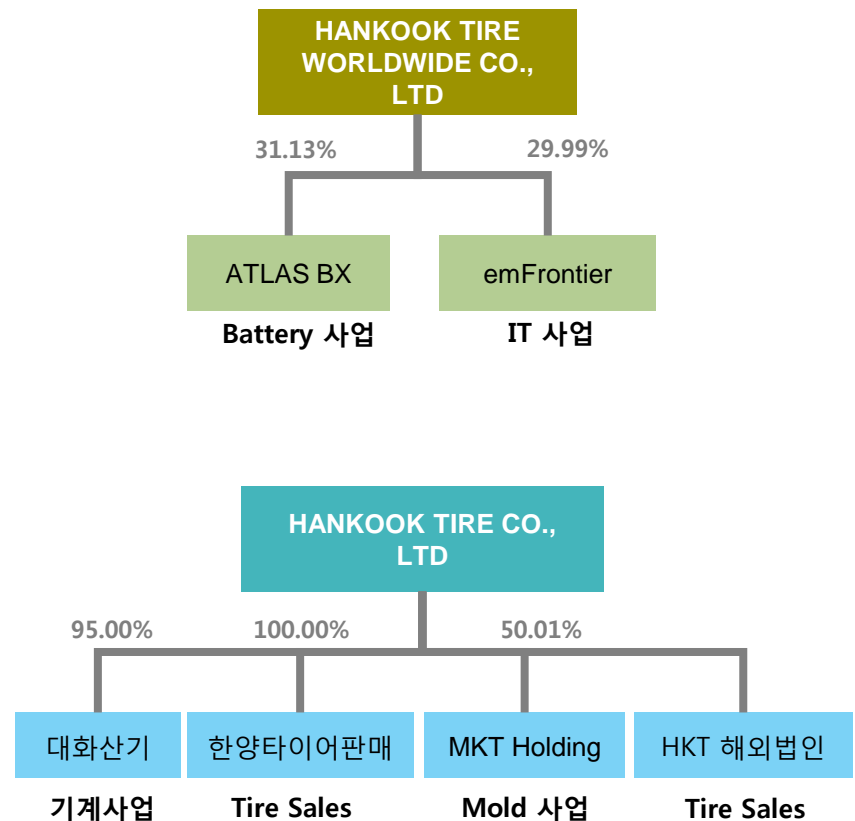 HANKOOK TIRE
WORLDWIDE CO.,
LTD
31.13%
29.99%
ATLAS BX
emFrontier
Battery 사업
IT 사업
HANKOOK TIRE CO.,
LTD
95.00%
100.00%
50.01%
대화산기
한양타이어판매
MKT Holding
HKT 해외법인
기계사업
Tire Sales
Mold 사업
Tire Sales